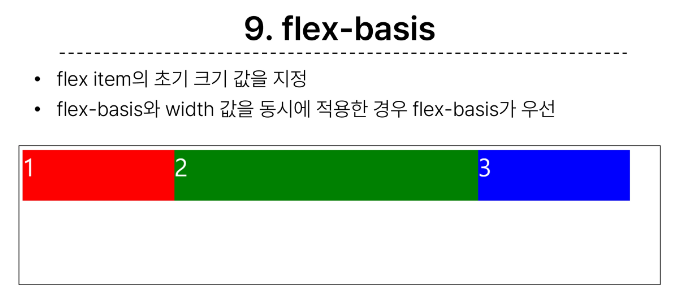 9. flex-basis
• flex item의 초기 크기 값을 지정
• flex-basis와 width 값을 동시에 적용한 경우 flex-basis가 우선
1 2 3